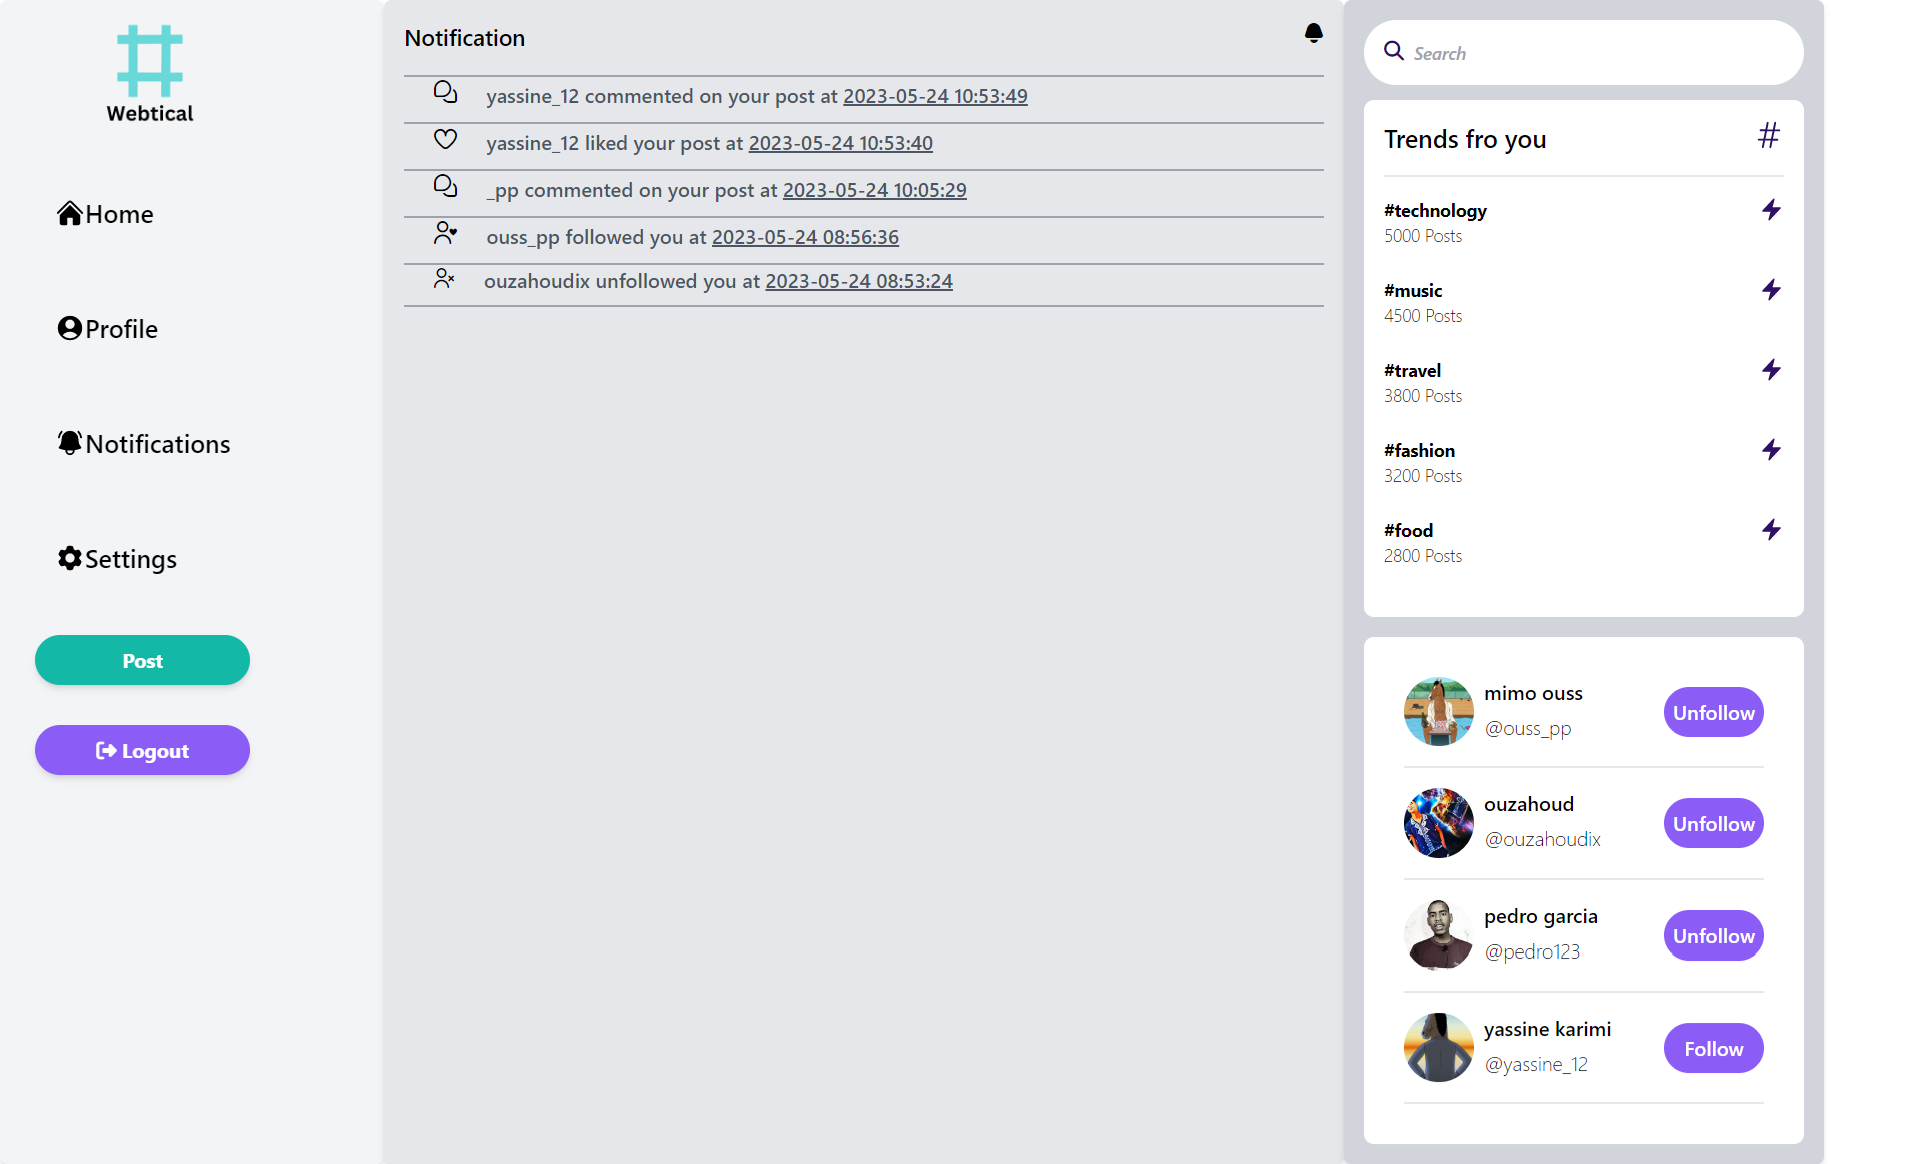 Webtical
Home
Profile
Notifications
Settings
Post
Logout
Notification
yassine_12 commented on your post at 2023-05-24 10:53:49
yassine_12 liked your post at 2023-05-24 10:53:40
_pp commented on your post at 2023-05-24 10:05:29
ouss_pp followed you at 2023-05-24 08:56:36
ouzahoudix unfollowed you at 2023-05-24 08:53:24
Search
Trends fro you #
#technology
5000 Posts
#music
4500 Posts
#travel
3800 Posts
#fashion
3200 Posts
#food
2800 Posts
mimo ouss
@ouss_pp
Unfollow
ouzahoud
@ouzahoudix
Unfollow
pedro garcia
@pedro123
Unfollow
yassine karimi
@yassine_12
Follow